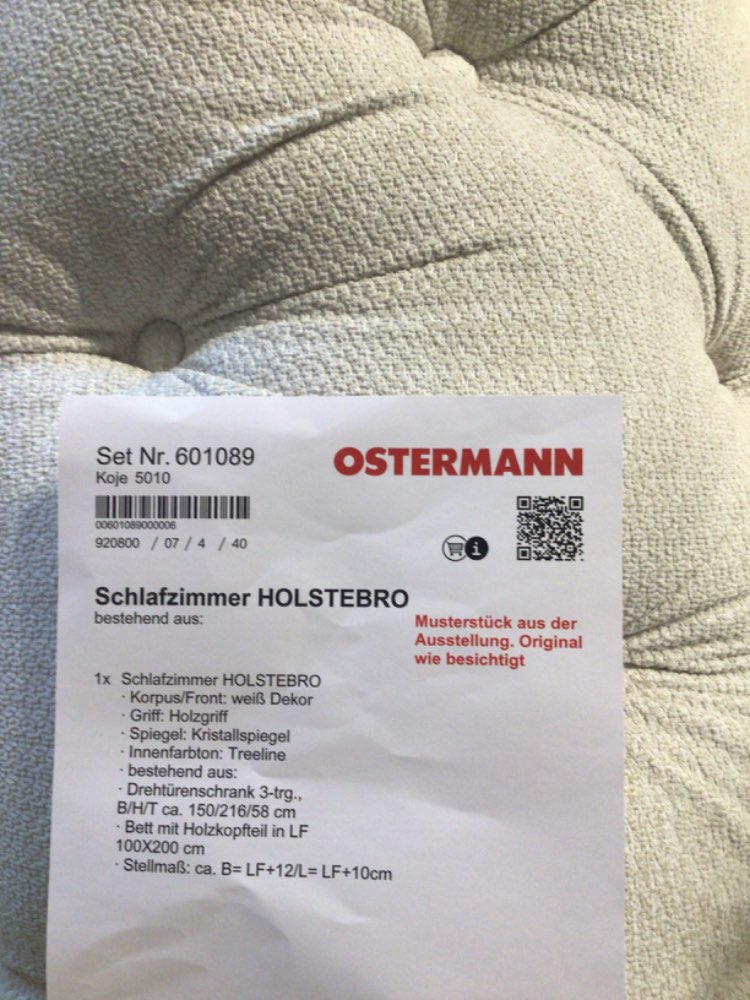 Set Nr. 601089
Koje 5010
OSTERMANN
00601089000006
920800 / 07 / 4 / 40
i
Schlafzimmer HOLSTEBRO
bestehend aus:
Musterstück aus der
Ausstellung. Original
wie besichtigt
1x Schlafzimmer HOLSTEBRO
· Korpus/Front: weiß Dekor
· Griff: Holzgriff
· Spiegel: Kristallspiegel
· Innenfarbton: Treeline
· bestehend aus:
· Drehtürenschrank 3-trg.,
B/H/T ca. 150/216/58 cm
· Bett mit Holzkopfteil in LF
100X200 cm
· Stellmaß: ca. B= LF+12/L= LF+10cm